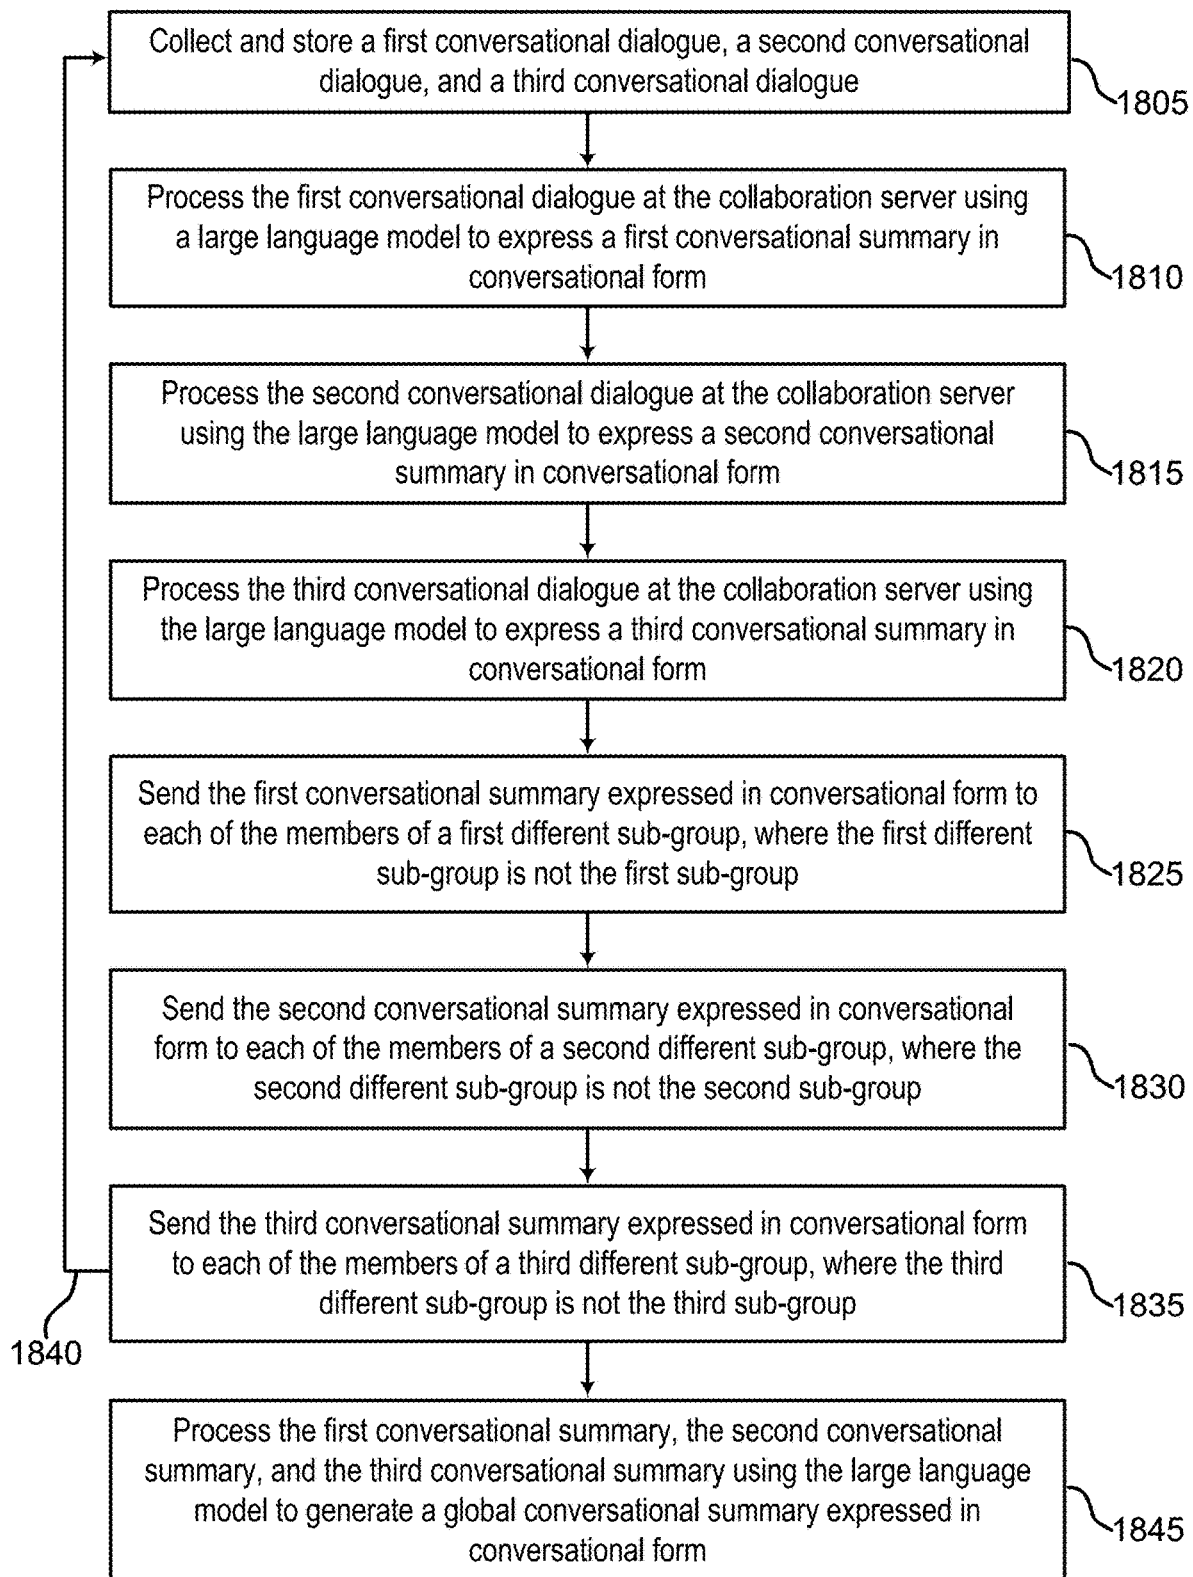 Collect and store a first conversational dialogue, a second conversational
dialogue, and a third conversational dialogue
1805
Process the first conversational dialogue at the collaboration server using
a large language model to express a first conversational summary in
conversational form
1810
Process the second conversational dialogue at the collaboration server
using the large language model to express a second conversational
summary in conversational form
1815
Process the third conversational dialogue at the collaboration server using
the large language model to express a third conversational summary in
conversational form
1820
Send the first conversational summary expressed in conversational form to
each of the members of a first different sub-group, where the first different
sub-group is not the first sub-group
1825
Send the second conversational summary expressed in conversational
form to each of the members of a second different sub-group, where the
second different sub-group is not the second sub-group
1830
Send the third conversational summary expressed in conversational form
to each of the members of a third different sub-group, where the third
different sub-group is not the third sub-group
1835
1840
Process the first conversational summary, the second conversational
summary, and the third conversational summary using the large language
model to generate a global conversational summary expressed in
conversational form
1845